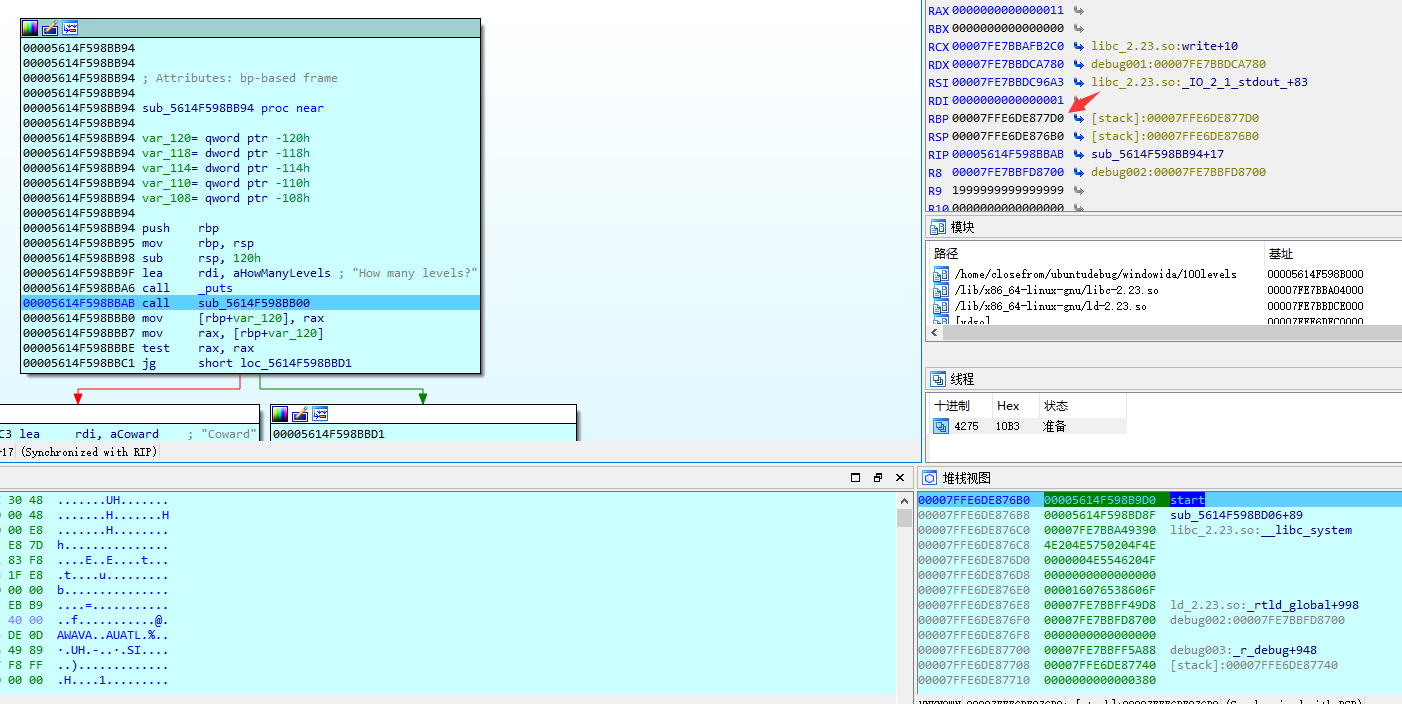 00005614F598BB94
00005614F598BB94
00005614F598BB94 ; Attributes: bp-based frame
00005614F598BB94
00005614F598BB94 sub_5614F598BB94 proc near
00005614F598BB94
00005614F598BB94 var_120= qword ptr -120h
00005614F598BB94 var_118= dword ptr -118h
00005614F598BB94 var_114= dword ptr -114h
00005614F598BB94 var_110= qword ptr -110h
00005614F598BB94 var_108= qword ptr -108h
00005614F598BB94
00005614F598BB94 push rbp
00005614F598BB95 mov rbp, rsp
00005614F598BB98 sub rsp, 120h
00005614F598BB9F lea rdi, aHowManyLevels ; "How many levels?"
00005614F598BBA6 call _puts
00005614F598BBAB call sub_5614F598BB00
00005614F598BBB0 mov [rbp+var_120], rax
00005614F598BBB7 mov rax, [rbp+var_120]
00005614F598BBBE test rax, rax
00005614F598BBC1 jg short loc_5614F598BBD1
C3 lea rdi, aCoward ; "Coward"
00005614F598BBD1
17 (Synchronized with RIP)
RAX 0000000000000011
RBX 0000000000000000
RCX 00007FE7BBAFB2C0 libc_2.23.so:write+10
RDX 00007FE7BBDCA780 debug001:00007FE7BBDCA780
RSI 00007FE7BBDC96A3 libc_2.23.so:_IO_2_1_stdout_+83
RDI 0000000000000001
RBP 00007FFE6DE877D0 [stack]:00007FFE6DE877D0
RSP 00007FFE6DE876B0 [stack]:00007FFE6DE876B0
RIP 00005614F598BBAB sub_5614F598BB94+17
R8 00007FE7BBFD8700 debug002:00007FE7BBFD8700
R9 1999999999999999
R10 0000000000000000
模块
路径 基址
/home/closefrom/ubuntudebug/windowida/100levels 00005614F598B000
/lib/x86_64-linux-gnu/libc-2.23.so 00007FE7BBA04000
/lib/x86_64-linux-gnu/ld-2.23.so 00007FE7BBDCE000
[vdso]
线程
十进制 Hex 状态
4275 10B3 准备
30 48 .......UH.......
00 48 .......H.......H
00 E8 .......H........
E8 7D h...............
83 F8 ....E..E....t...
1F E8 .t....u.........
00 00 b...............
EB B9 ....=...........
40 00 ..f...........@.
DE 0D AWAVA..AUATL.%..
49 89 ·.UH.-..·.SI....
F8 FF ..).............
00 00 .H....1.........
堆栈视图
00007FFE6DE876B0 00005614F598B9D0 start
00007FFE6DE876B8 00005614F598BD8F sub_5614F598BD06+89
00007FFE6DE876C0 00007FE7BBA49390 libc_2.23.so:__libc_system
00007FFE6DE876C8 4E204E5750204F4E
00007FFE6DE876D0 0000004E5546204F
00007FFE6DE876D8 0000000000000000
00007FFE6DE876E0 000016076538606F
00007FFE6DE876E8 00007FE7BBFF49D8 ld_2.23.so:_rtld_global+998
00007FFE6DE876F0 00007FE7BBFD8700 debug002:00007FE7BBFD8700
00007FFE6DE876F8 0000000000000000
00007FFE6DE87700 00007FE7BBFF5A88 debug003:_r_debug+948
00007FFE6DE87708 00007FFE6DE87740 [stack]:00007FFE6DE87740
00007FFE6DE87710 0000000000000380